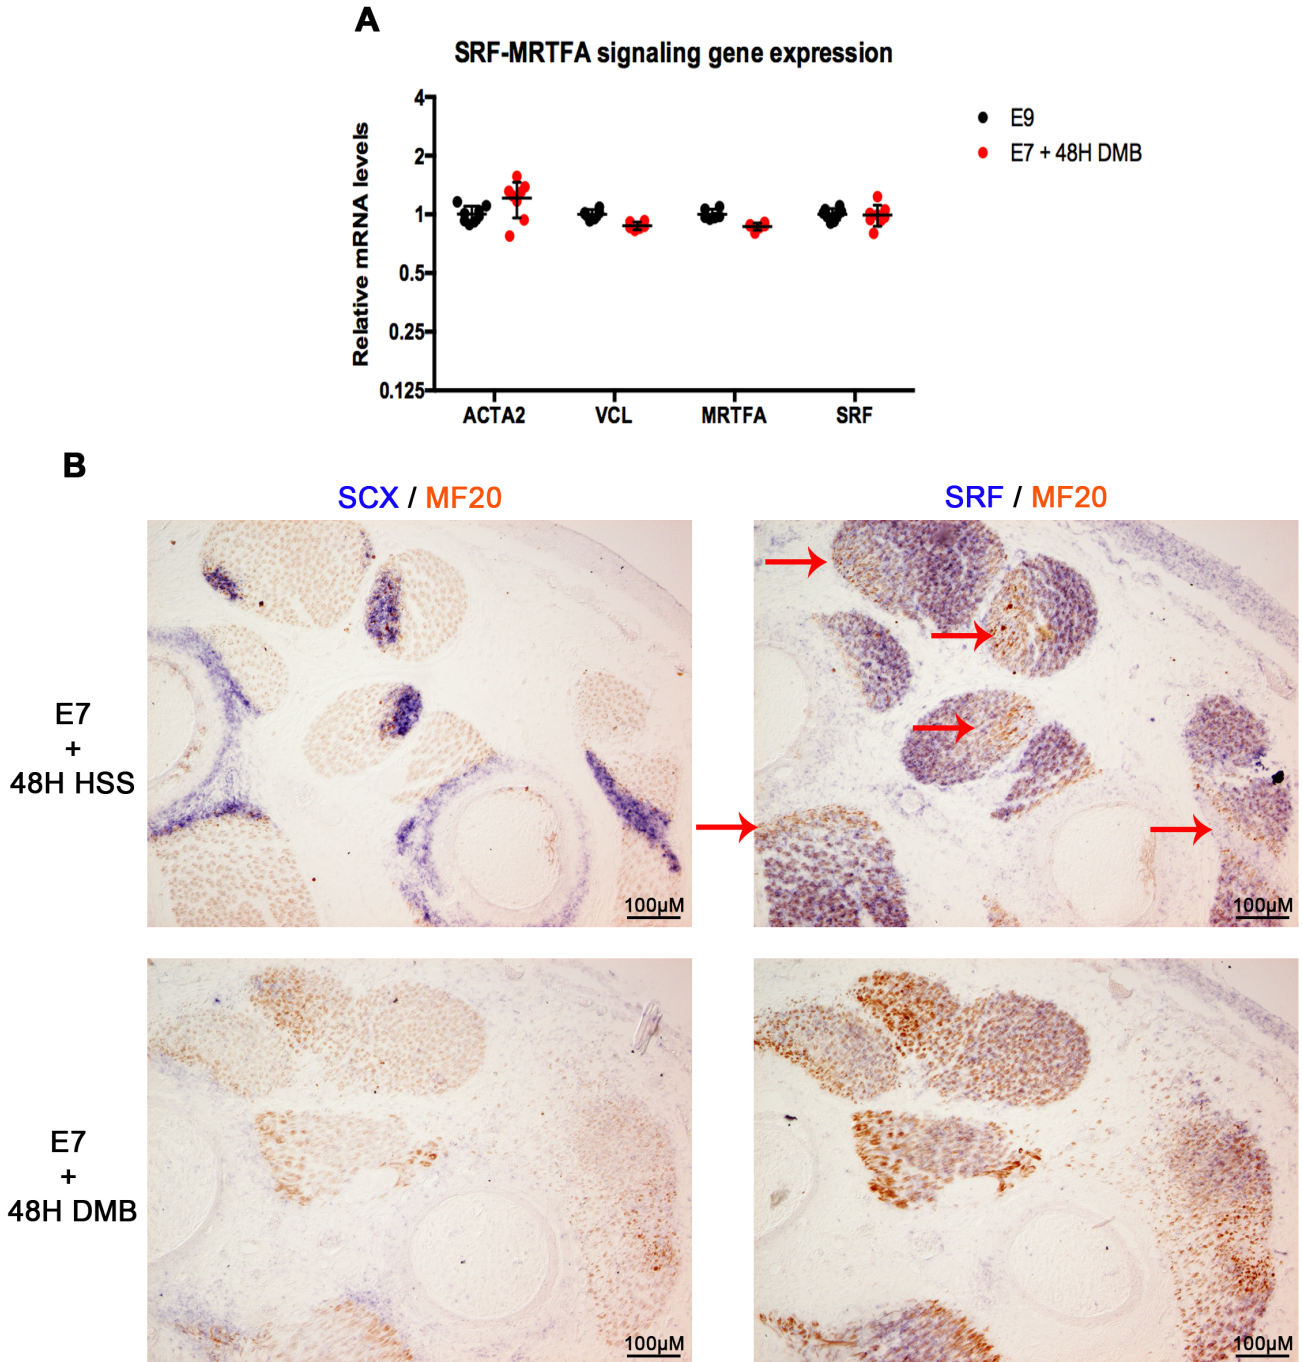 A
SRF-MRTFA signaling gene expression
Relative mRNA levels
4
2
1
0.5
0.25
0.125
ACTA2 VCL MRTFA SRF
E9
E7 + 48H DMB
B
SCX / MF20
SRF / MF20
E7
+
48H HSS
100µM
100µM
E7
+
48H DMB
100µM
100µM